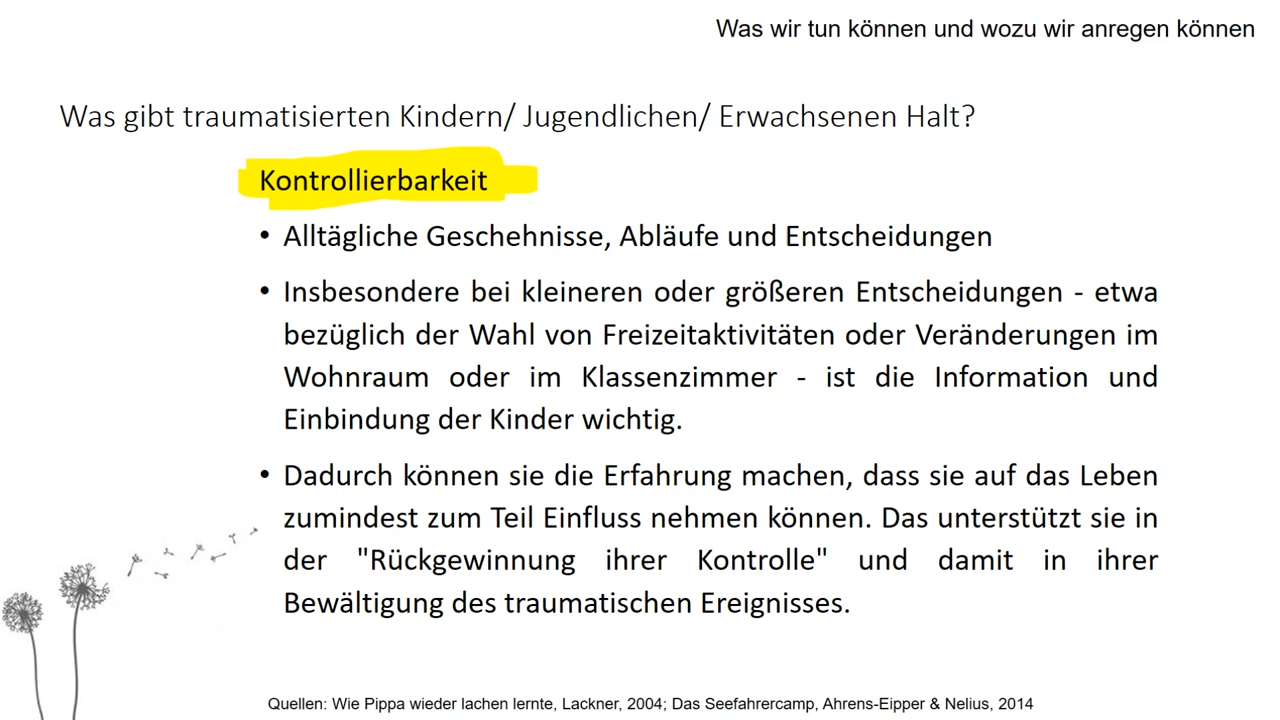 Was wir tun können und wozu wir anregen können
Was gibt traumatisierten Kindern/ Jugendlichen/ Erwachsenen Halt?
Kontrollierbarkeit
• Alltägliche Geschehnisse, Abläufe und Entscheidungen
• Insbesondere bei kleineren oder größeren Entscheidungen - etwa
bezüglich der Wahl von Freizeitaktivitäten oder Veränderungen im
Wohnraum oder im Klassenzimmer - ist die Information und
Einbindung der Kinder wichtig.
• Dadurch können sie die Erfahrung machen, dass sie auf das Leben
zumindest zum Teil Einfluss nehmen können. Das unterstützt sie in
der "Rückgewinnung ihrer Kontrolle" und damit in ihrer
Bewältigung des traumatischen Ereignisses.
Quellen: Wie Pippa wieder lachen lernte, Lackner, 2004; Das Seefahrercamp, Ahrens-Eipper & Nelius, 2014